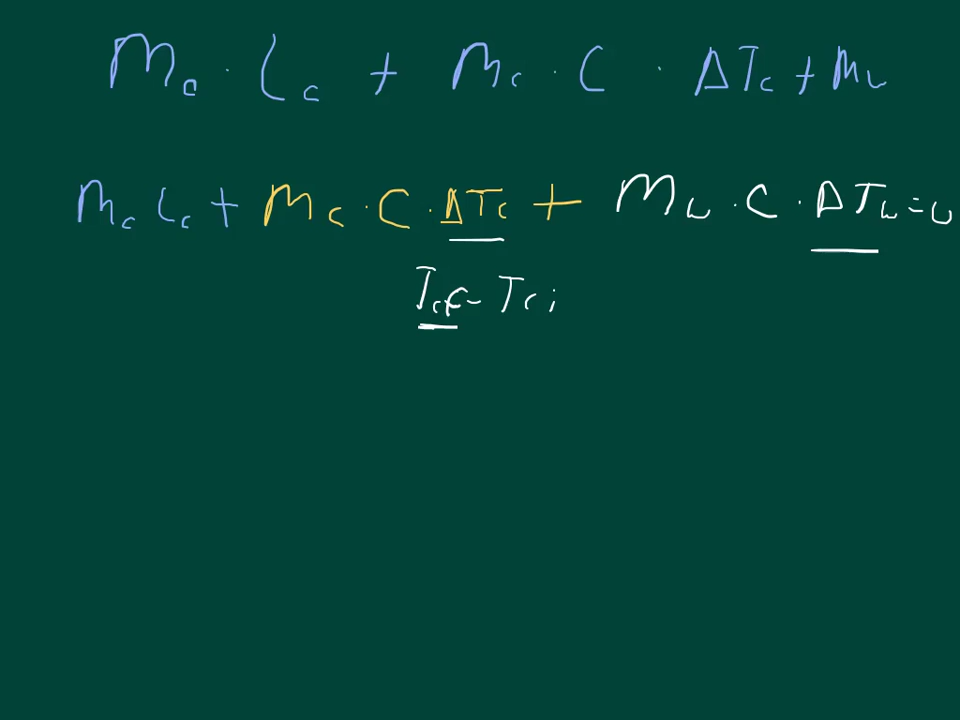 Mc · Lc + Mc · C · ΔTc + Mw
Mc Lc + Mc · C · ΔTc + Mw · C · ΔTw = 0
Tcf - Tci